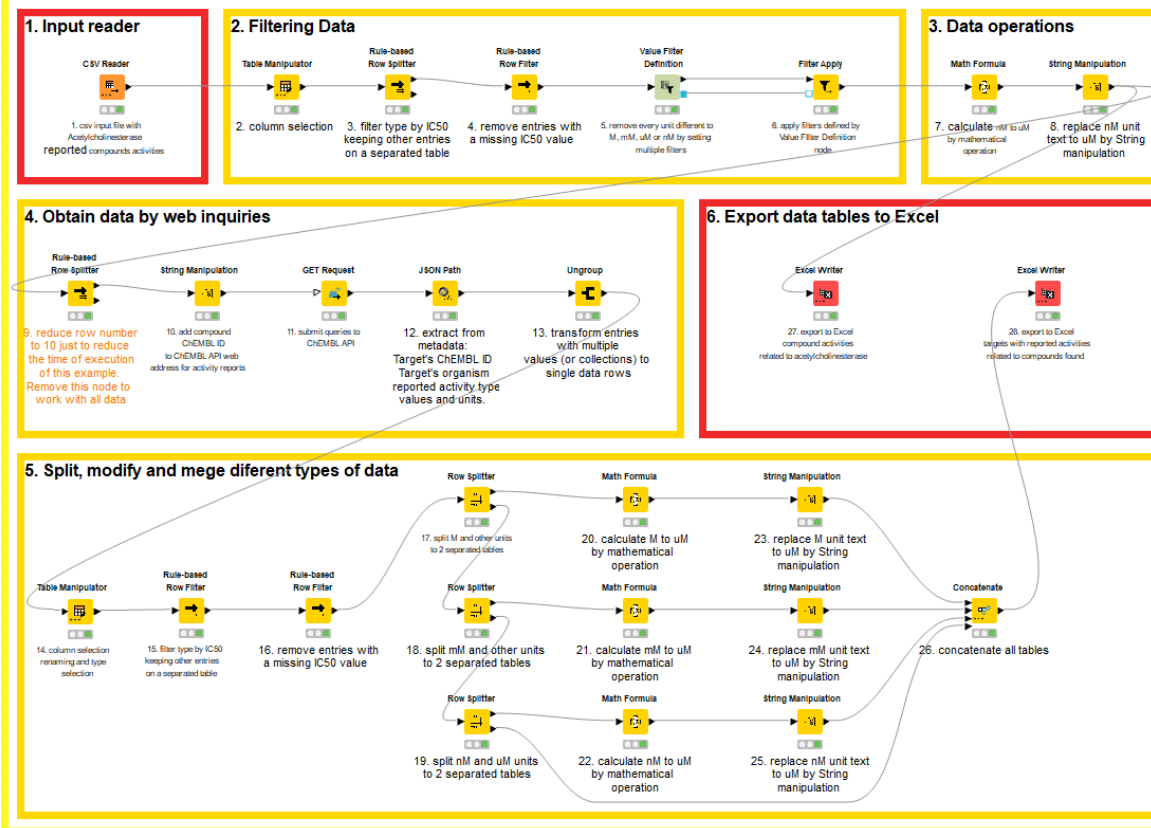 1. Input reader
CSV Reader
1. csv input file with
Acetylcholinesterase
reported compounds activities
2. Filtering Data
Table Manipulator
2. column selection
Rule-based
Row Splitter
3. filter type by IC50
keeping other entries
on a separated table
Rule-based
Row Filter
4. remove entries with
a missing IC50 value
Value Filter
Definition
5. remove every unit different to
M, mM, uM or nM by setting
multiple filters
Filter Apply
6. apply filters defined by
Value Filter Definition
node
3. Data operations
Math Formula
7. calculate nM to uM
by mathematical
operation
String Manipulation
8. replace nM unit
text to uM by String
manipulation
4. Obtain data by web inquiries
Rule-based
Row Splitter
9. reduce row number
to 10 just to reduce
the time of execution
of this example.
Remove this node to
work with all data
String Manipulation
10. add compound
ChEMBL ID
to ChEMBL API web
address for activity reports
GET Request
11. submit queries to
ChEMBL API
JSON Path
12. extract from
metadata:
Target's ChEMBL ID
Target's organism
reported activity type
values and units.
Ungroup
13. transform entries
with multiple
values (or collections) to
single data rows
6. Export data tables to Excel
Excel Writer
27. export to Excel
compound activities
related to acetylcholinesterase
Excel Writer
28. export to Excel
targets with reported activities
related to compounds found
5. Split, modify and mege diferent types of data
Table Manipulator
14. column selection
renaming and type
selection
Rule-based
Row Filter
15. filter type by IC50
keeping other entries
on a separated table
Rule-based
Row Filter
16. remove entries with
a missing IC50 value
Row Splitter
17. split M and other units
to 2 separated tables
Math Formula
20. calculate M to uM
by mathematical
operation
String Manipulation
23. replace M unit text
to uM by String
manipulation
Row Splitter
18. split mM and other units
to 2 separated tables
Math Formula
21. calculate mM to uM
by mathematical
operation
String Manipulation
24. replace mM unit text
to uM by String
manipulation
Row Splitter
19. split nM and uM units
to 2 separated tables
Math Formula
22. calculate nM to uM
by mathematical
operation
String Manipulation
25. replace nM unit text
to uM by String
manipulation
Concatenate
26. concatenate all tables